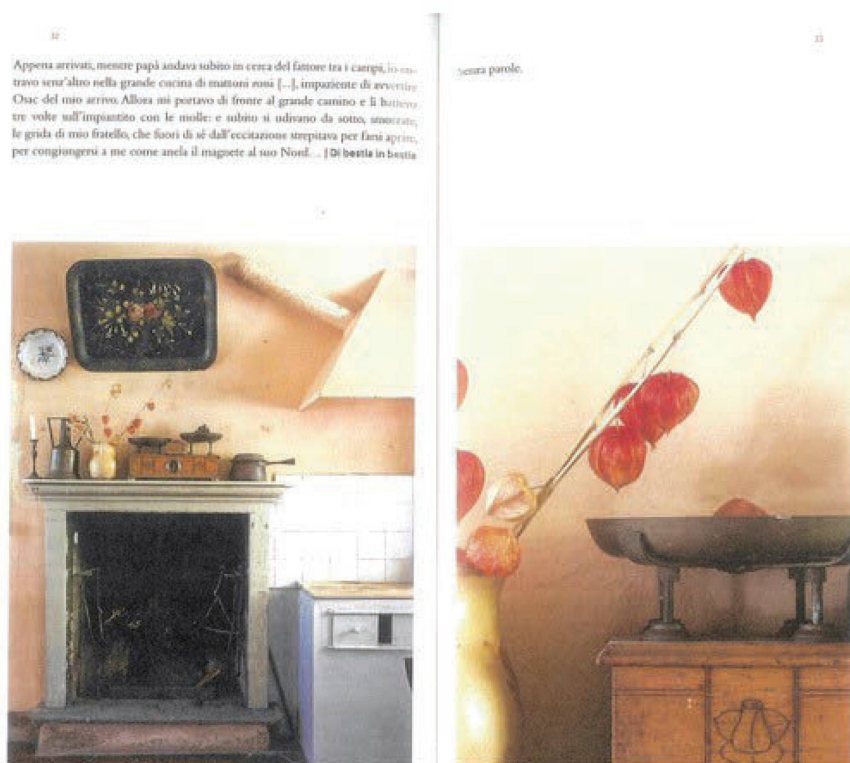 32
Appena arrivati, mentre papà andava subito in cerca del fattore tra i campi, io en-
travo senz'altro nella grande cucina di mattoni rossi [...], impaziente di avvertire
Osac del mio arrivo. Allora mi portavo di fronte al grande camino e lì battevo
tre volte sull'impiantito con le molle: e subito si udivano da sotto, smorzate,
le grida di mio fratello, che fuori di sé dall'eccitazione strepitava per farsi aprire,
per congiungersi a me come anela il magnete al suo Nord. . . | Di bestia in bestia
33
Senza parole.